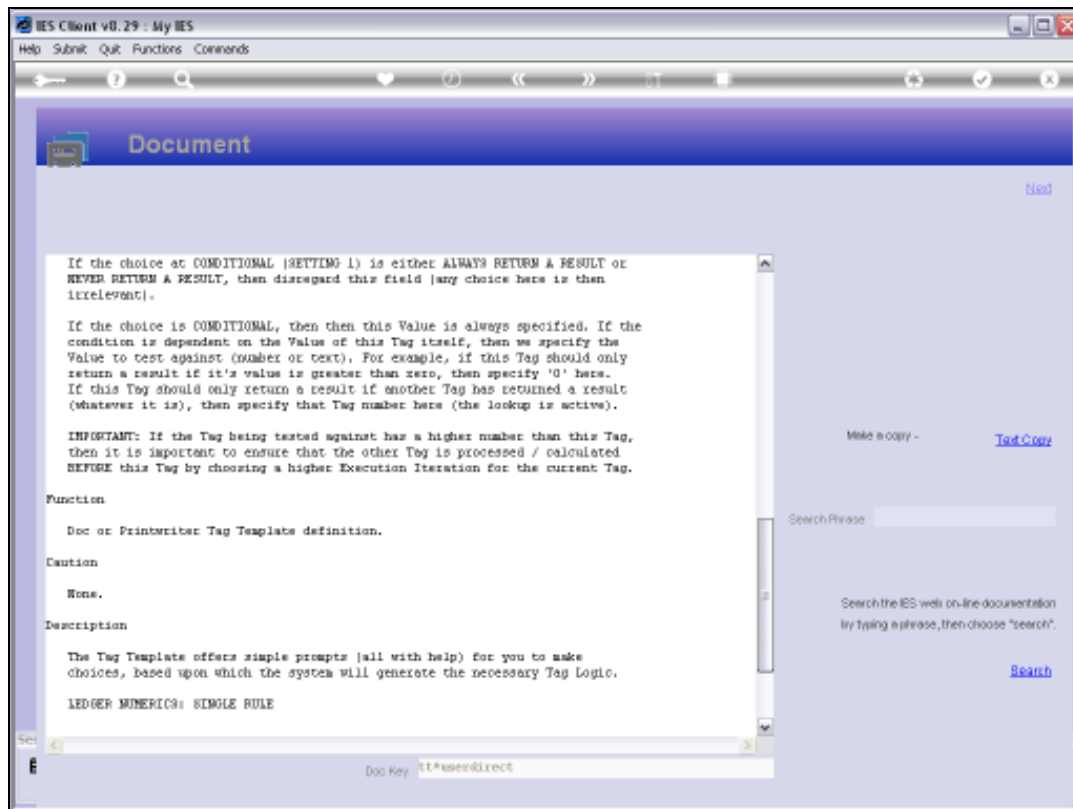 IES Client v8.29 : My IES
Help Submit Quit Functions Commands
Document
Next
If the choice at CONDITIONAL (SETTING 1) is either ALWAYS RETURN A RESULT or
NEVER RETURN A RESULT, then disregard this field (any choice here is then
irrelevant).
If the choice is CONDITIONAL, then then this Value is always specified. If the
condition is dependent on the Value of this Tag itself, then we specify the
Value to test against (number or text). For example, if this Tag should only
return a result if it's value is greater than zero, then specify '0' here.
If this Tag should only return a result if another Tag has returned a result
(whatever it is), then specify that Tag number here (the lookup is active).
IMPORTANT: If the Tag being tested against has a higher number than this Tag,
then it is important to ensure that the other Tag is processed / calculated
BEFORE this Tag by choosing a higher Execution Iteration for the current Tag.
Function
Doc or Printwriter Tag Template definition.
Caution
None.
Description
The Tag Template offers simple prompts (all with help) for you to make
choices, based upon which the system will generate the necessary Tag Logic.
LEDGER NUMERICS: SINGLE RULE
Make a copy -
Text Copy
Search Phrase
Search the IES web on-line documentation
by typing a phrase, then choose "search".
Search
Ses
Doc Key tt*userdirect